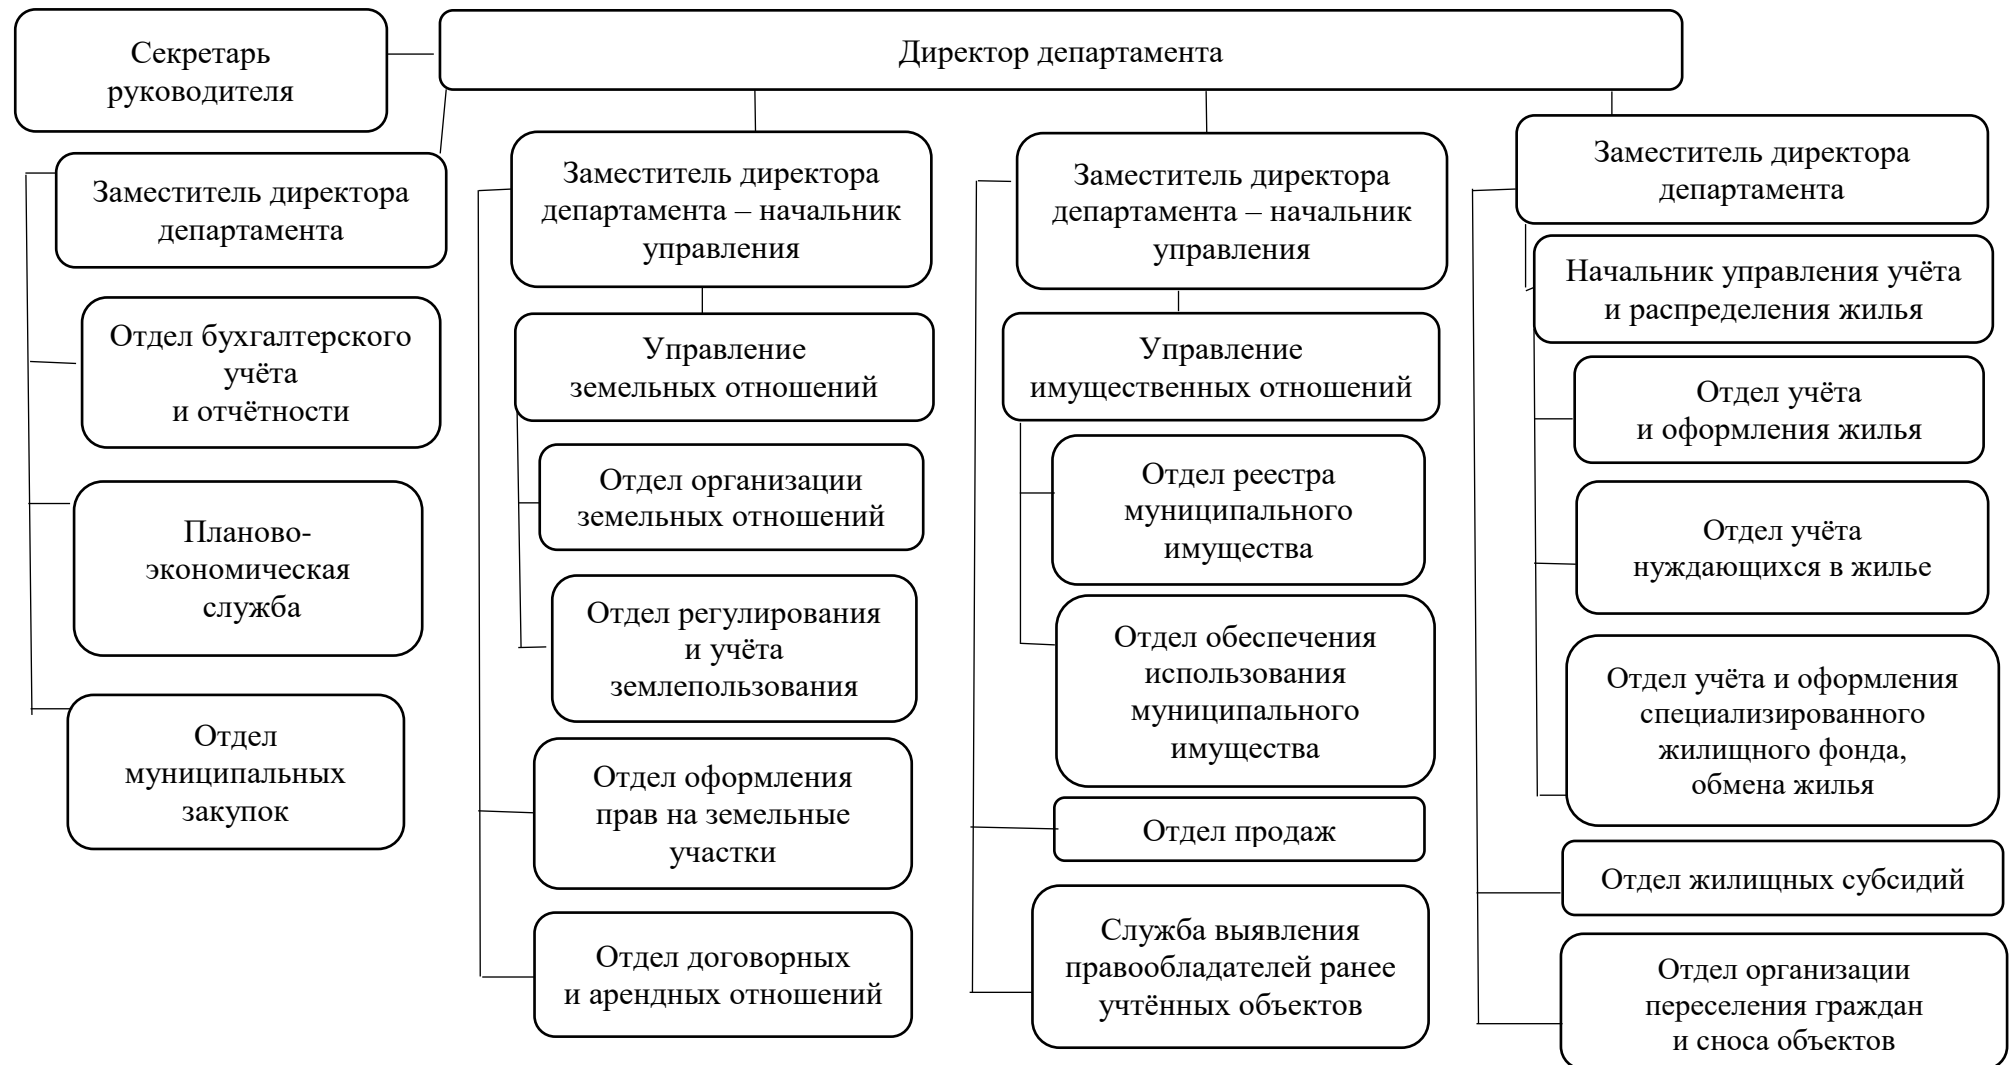 Секретарь
руководителя
Директор департамента
Заместитель директора
департамента
Отдел бухгалтерского
учёта
и отчётности
Планово-
экономическая
служба
Отдел
муниципальных
закупок
Заместитель директора
департамента – начальник
управления
Управление
земельных отношений
Отдел организации
земельных отношений
Отдел регулирования
и учёта
землепользования
Отдел оформления
прав на земельные
участки
Отдел договорных
и арендных отношений
Заместитель директора
департамента – начальник
управления
Управление
имущественных отношений
Отдел реестра
муниципального
имущества
Отдел обеспечения
использования
муниципального
имущества
Отдел продаж
Служба выявления
правообладателей ранее
учтённых объектов
Заместитель директора
департамента
Начальник управления учёта
и распределения жилья
Отдел учёта
и оформления жилья
Отдел учёта
нуждающихся в жилье
Отдел учёта и оформления
специализированного
жилищного фонда,
обмена жилья
Отдел жилищных субсидий
Отдел организации
переселения граждан
и сноса объектов